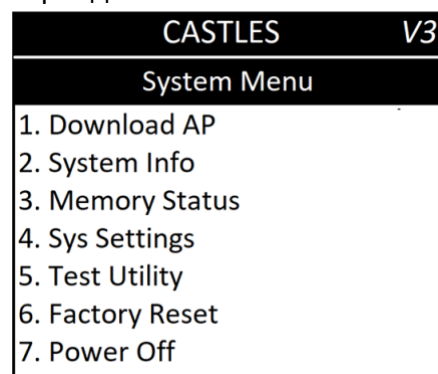 CASTLES V3
System Menu
1. Download AP
2. System Info
3. Memory Status
4. Sys Settings
5. Test Utility
6. Factory Reset
7. Power Off